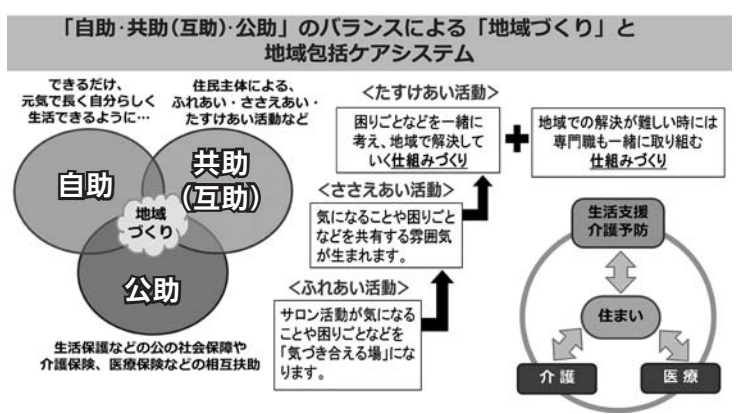 「自助·共助(互助)·公助」のバランスによる「地域づくり」と
地域包括ケアシステム
できるだけ、
元気で長く自分らしく
生活できるように…
住民主体による、
ふれあい・ささえあい・
たすけあい活動など
自助
共助
(互助)
地域
づくり
公助
生活保護などの公の社会保障や
介護保険、医療保険などの相互扶助
<たすけあい活動>
困りごとなどを一緒に
考え、地域で解決して
いく仕組みづくり
+
地域での解決が難しい時には
専門職も一緒に取り組む
仕組みづくり
<ささえあい活動>
気になることや困りごと
などを共有する雰囲気
が生まれます。
<ふれあい活動>
サロン活動が気になる
ことや困りごとなどを
「気づき合える場」にな
ります。
生活支援
介護予防
住まい
介護
医療